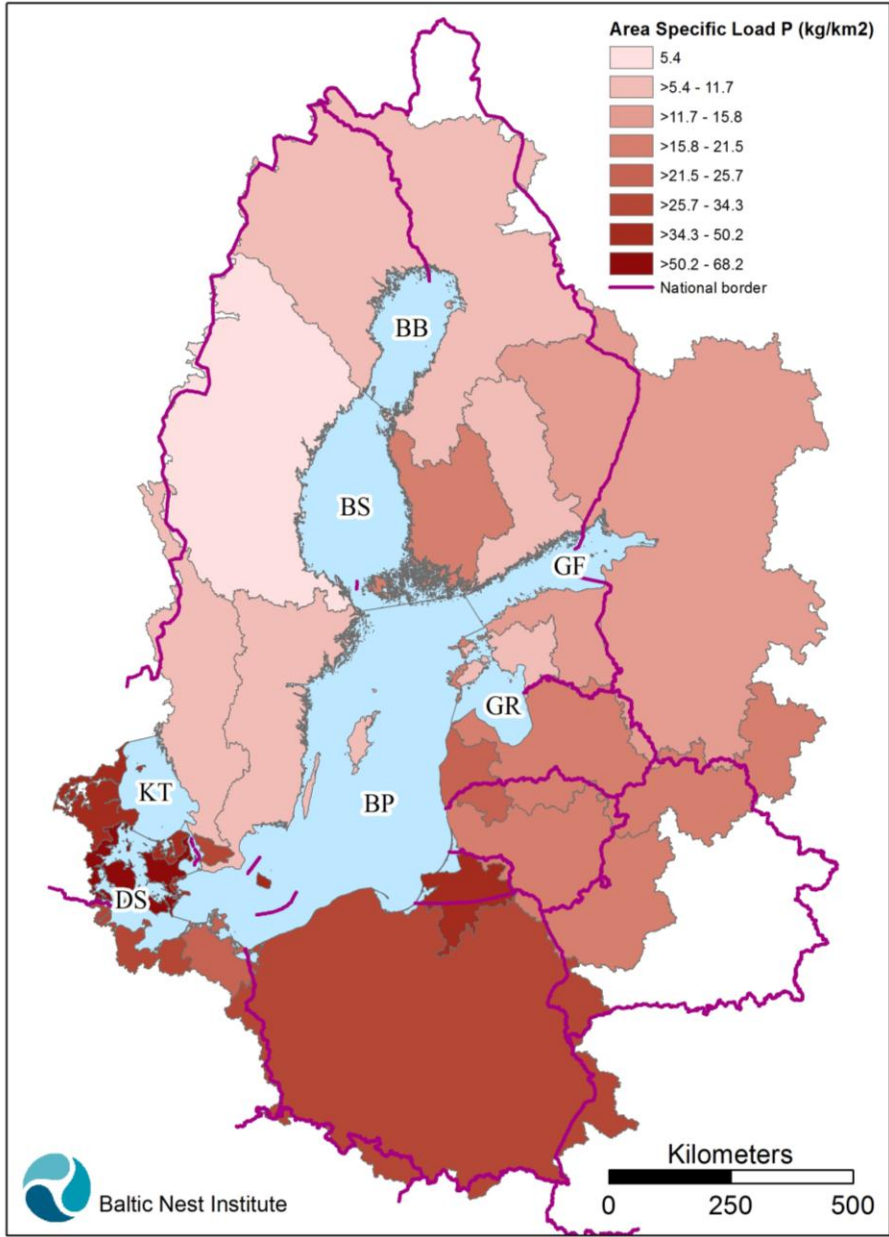 Area Specific Load P (kg/km2)
5.4
>5.4 - 11.7
>11.7 - 15.8
>15.8 - 21.5
>21.5 - 25.7
>25.7 - 34.3
>34.3 - 50.2
>50.2 - 68.2
National border
BB
BS
GF
GR
KT
BP
DS
Kilometers
0 250 500
Baltic Nest Institute